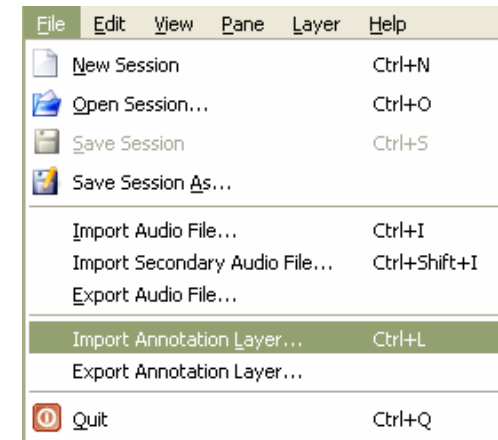 File Edit View Pane Layer Help
New Session Ctrl+N
Open Session... Ctrl+O
Save Session Ctrl+S
Save Session As...
Import Audio File... Ctrl+I
Import Secondary Audio File... Ctrl+Shift+I
Export Audio File...
Import Annotation Layer... Ctrl+L
Export Annotation Layer...
Quit Ctrl+Q